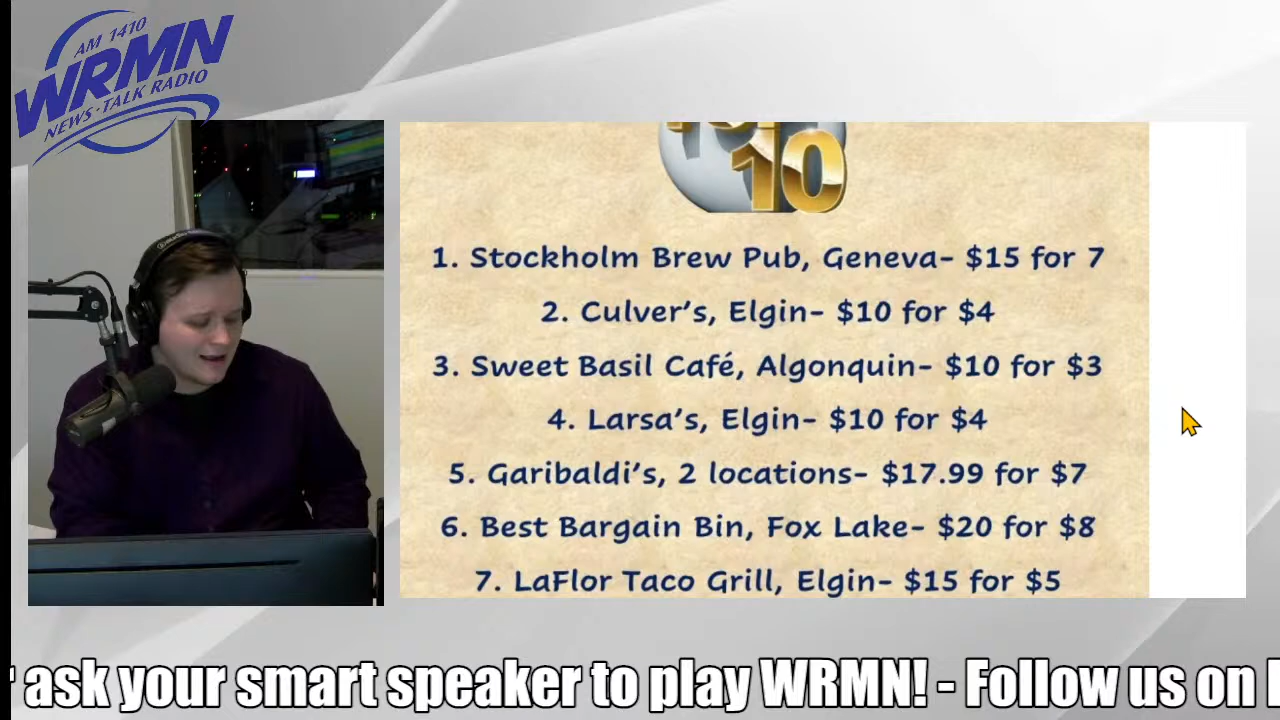 AM 1410
WRMN
NEWS·TALK RADIO
10
1. Stockholm Brew Pub, Geneva- $15 for 7
2. Culver's, Elgin- $10 for $4
3. Sweet Basil Café, Algonquin- $10 for $3
4. Larsa's, Elgin- $10 for $4
5. Garibaldi's, 2 locations- $17.99 for $7
6. Best Bargain Bin, Fox Lake- $20 for $8
7. LaFlor Taco Grill, Elgin- $15 for $5
ask your smart speaker to play WRMN! - Follow us on